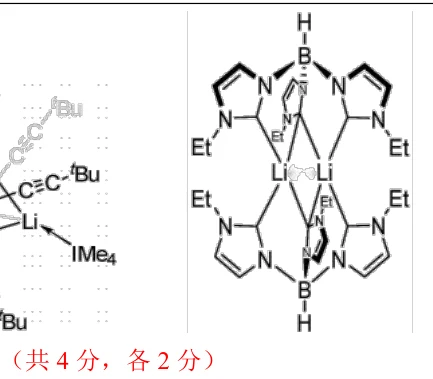 H
B
N N N
N N N
tBu
C≡C
Et
Et Et
C≡C tBu
Li Li
Li
Et Et Et
IMe4
N N N
N N N
B
tBu
H
(共 4 分，各 2 分)